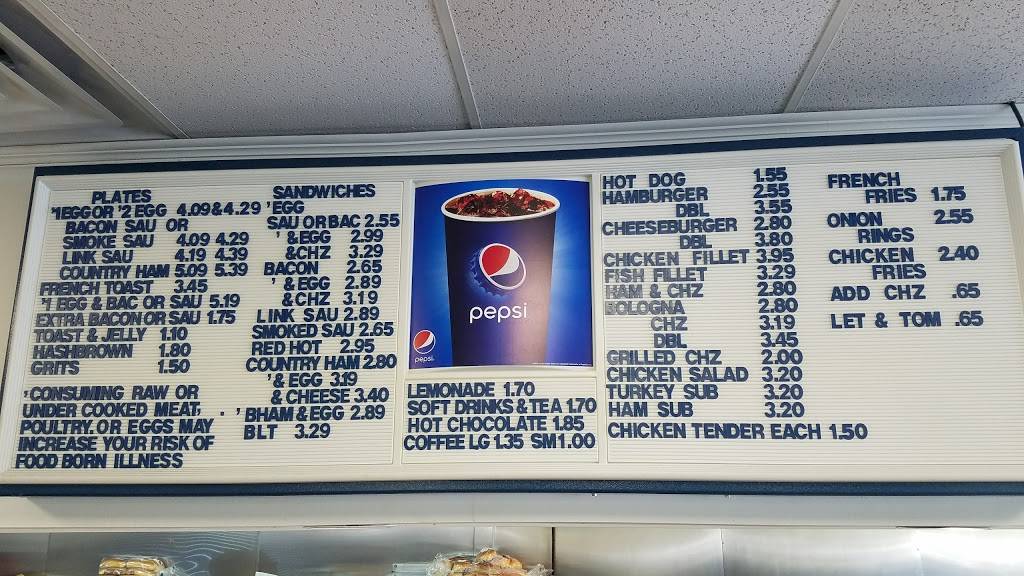 PLATES
'1EGG OR '2 EGG 4.09 & 4.29
BACON SAU OR
SMOKE SAU 4.09 4.29
LINK SAU 4.19 4.39
COUNTRY HAM 5.09 5.39
FRENCH TOAST 3.45
'1 EGG & BAC OR SAU 5.19
EXTRA BACON OR SAU 1.75
TOAST & JELLY 1.10
HASHBROWN 1.80
GRITS 1.50
'CONSUMING RAW OR
UNDER COOKED MEAT,
POULTRY, OR EGGS MAY
INCREASE YOUR RISK OF
FOOD BORN ILLNESS
SANDWICHES
'EGG
SAU OR BAC 2.55
' & EGG 2.99
& CHZ 3.29
BACON 2.65
' & EGG 2.89
& CHZ 3.19
LINK SAU 2.89
SMOKED SAU 2.65
RED HOT 2.95
COUNTRY HAM 2.80
' & EGG 3.19
& CHEESE 3.40
'BHAM & EGG 2.89
BLT 3.29
pepsi
pepsi
LEMONADE 1.70
SOFT DRINKS & TEA 1.70
HOT CHOCOLATE 1.85
COFFEE LG 1.35 SM 1.00
HOT DOG 1.55
HAMBURGER 2.55
DBL 3.55
CHEESEBURGER 2.80
DBL 3.80
CHICKEN FILLET 3.95
FISH FILLET 3.29
HAM & CHZ 2.80
BOLOGNA 2.80
CHZ 3.19
DBL 3.45
GRILLED CHZ 2.00
CHICKEN SALAD 3.20
TURKEY SUB 3.20
HAM SUB 3.20
CHICKEN TENDER EACH 1.50
FRENCH
FRIES 1.75
ONION 2.55
RINGS
CHICKEN 2.40
FRIES
ADD CHZ .65
LET & TOM .65